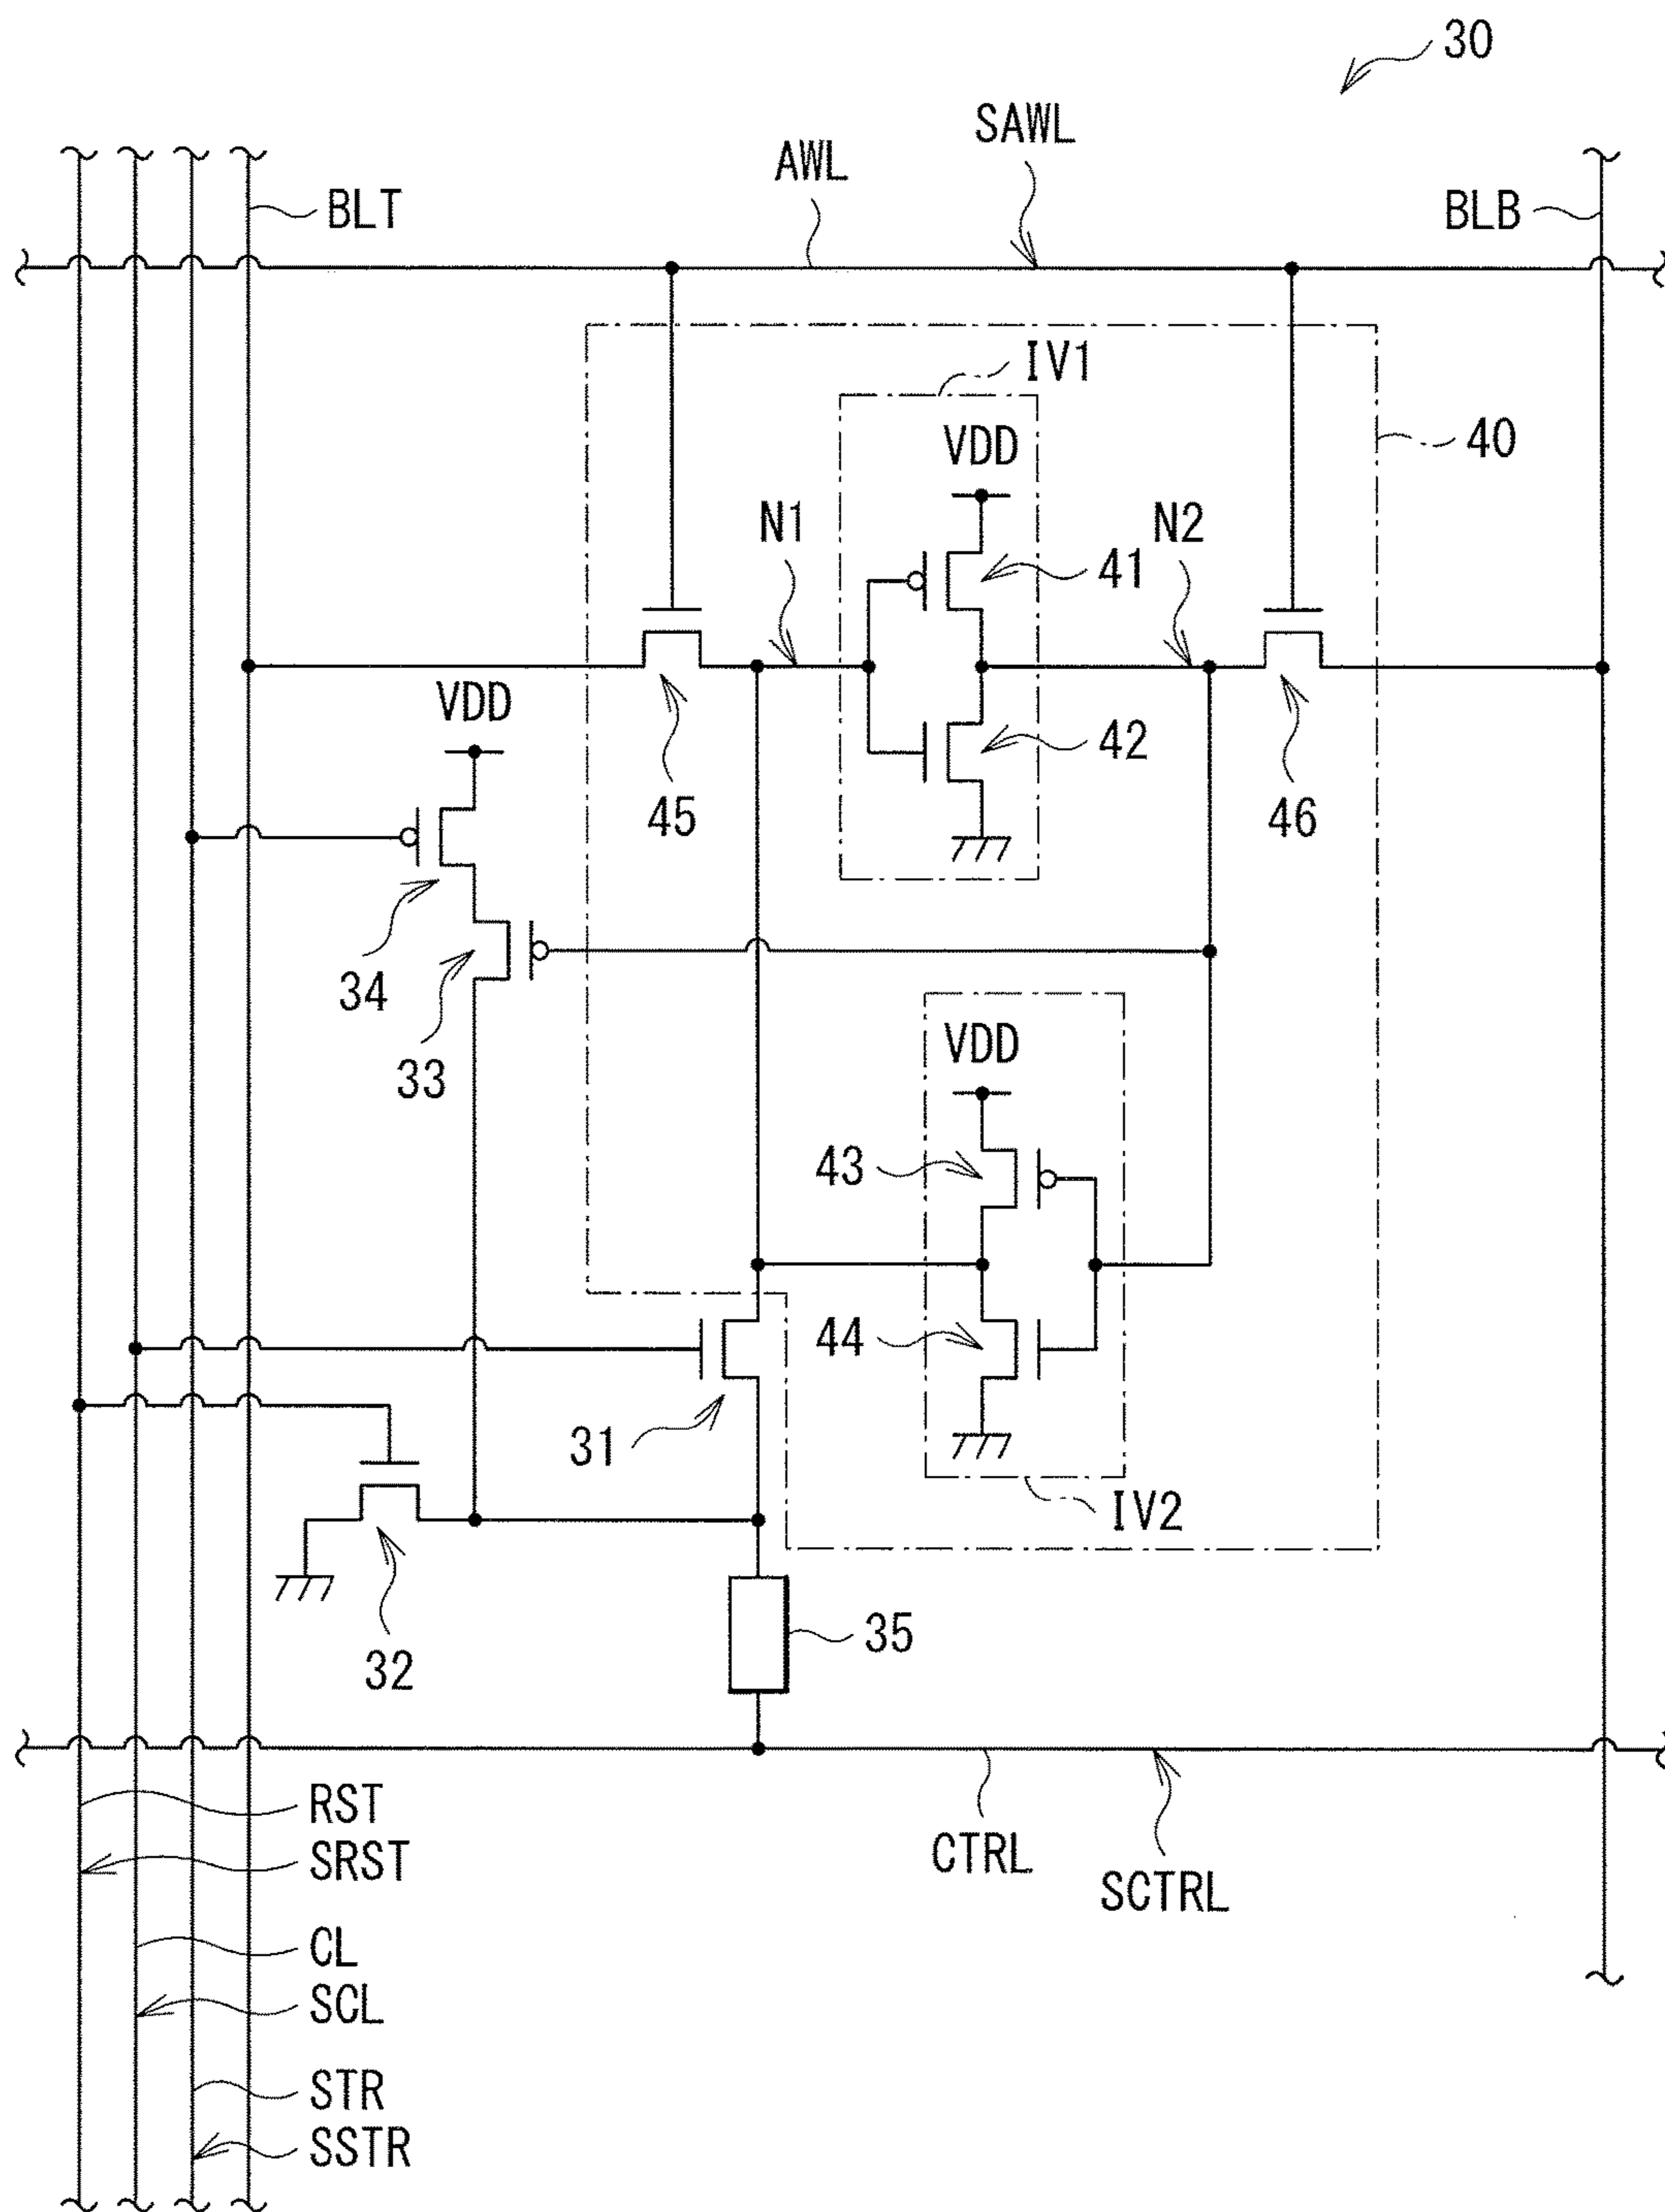 30
SAWL
AWL
BLT
BLB
IV1
VDD
40
N1
N2
41
VDD
42
45
46
34
33
VDD
43
44
31
IV2
32
35
RST
CTRL
SRST
SCTRL
CL
SCL
STR
SSTR